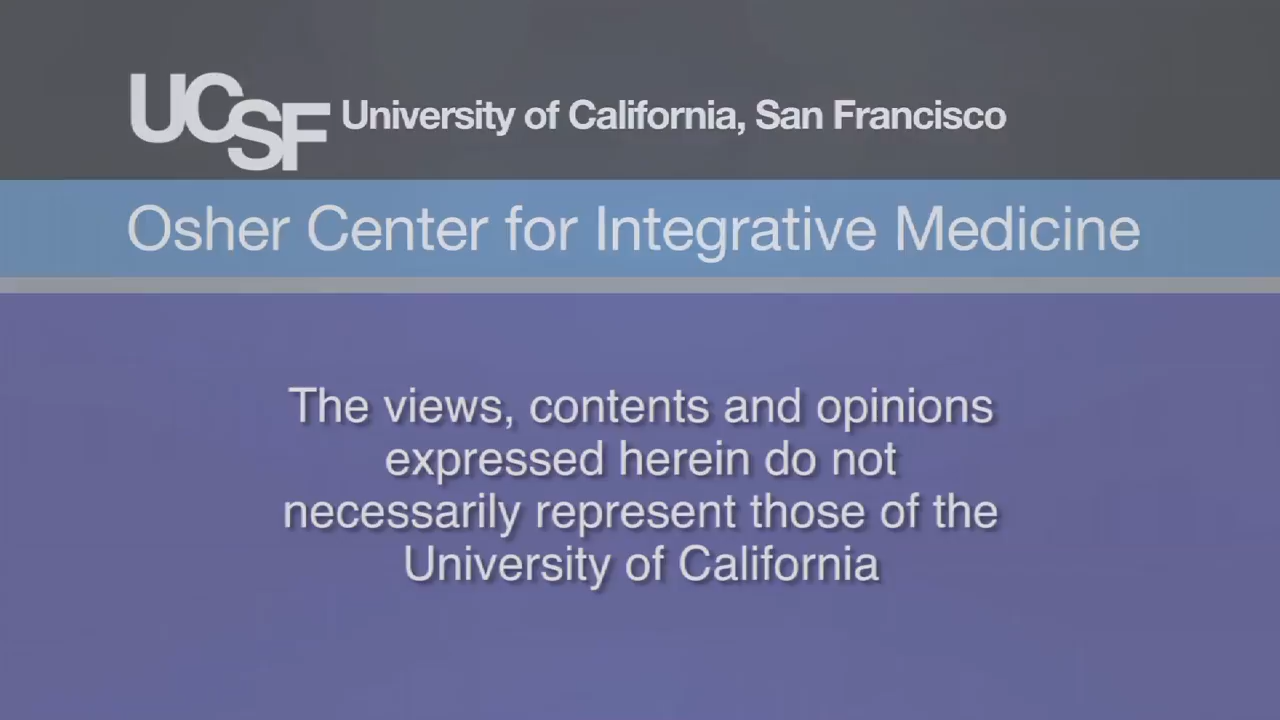 UCSF University of California, San Francisco
Osher Center for Integrative Medicine
The views, contents and opinions
expressed herein do not
necessarily represent those of the
University of California